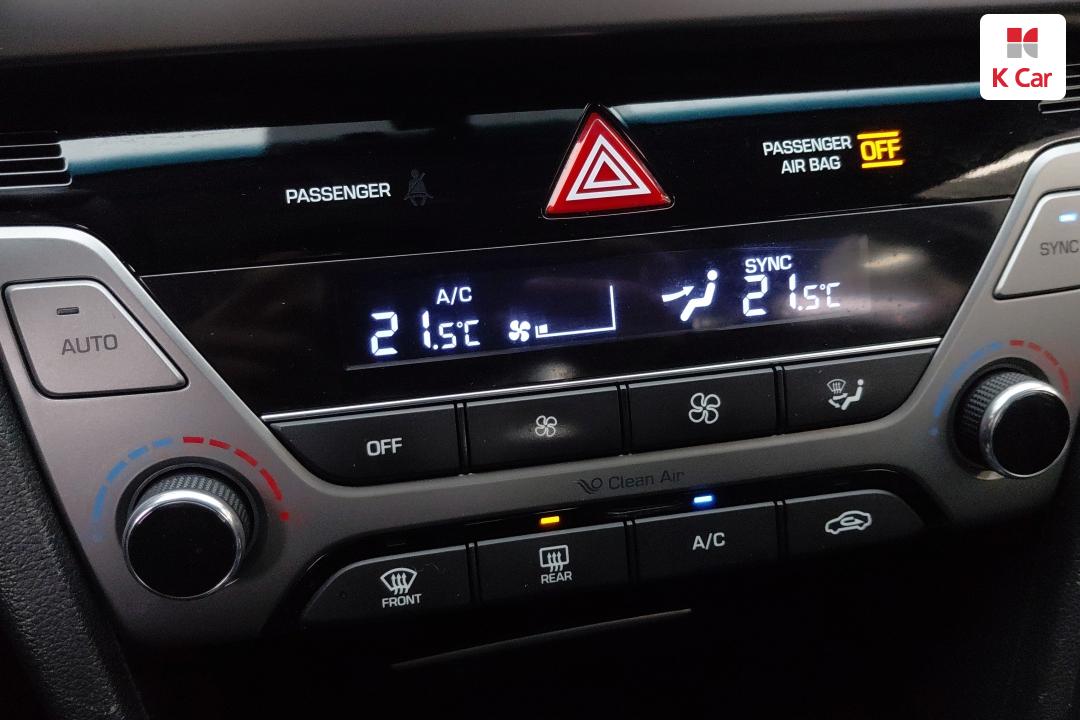 K Car
PASSENGER
PASSENGER
AIR BAG
OFF
A/C
21.5℃
SYNC
21.5℃
SYNC
AUTO
OFF
Clean Air
FRONT
REAR
A/C